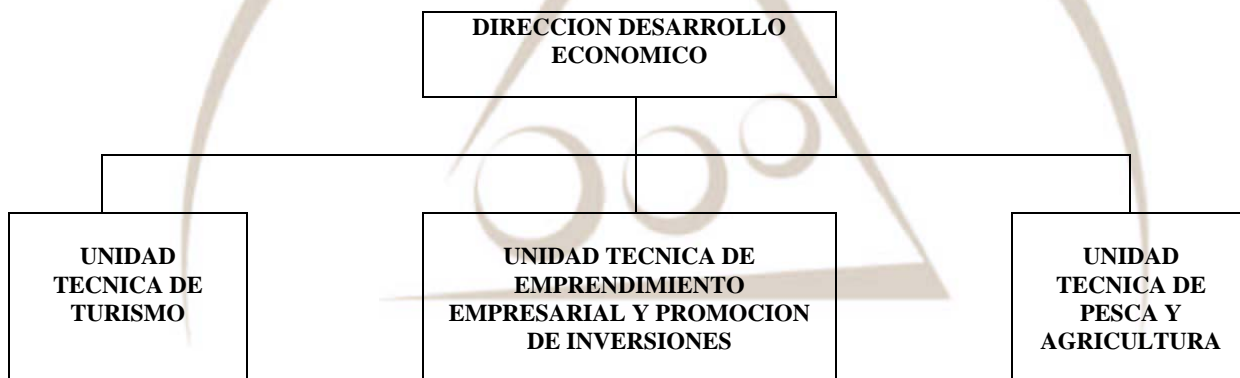 DIRECCION DESARROLLO
ECONOMICO
UNIDAD
TECNICA DE
TURISMO
UNIDAD TECNICA DE
EMPRENDIMIENTO
EMPRESARIAL Y PROMOCION
DE INVERSIONES
UNIDAD
TECNICA DE
PESCA Y
AGRICULTURA